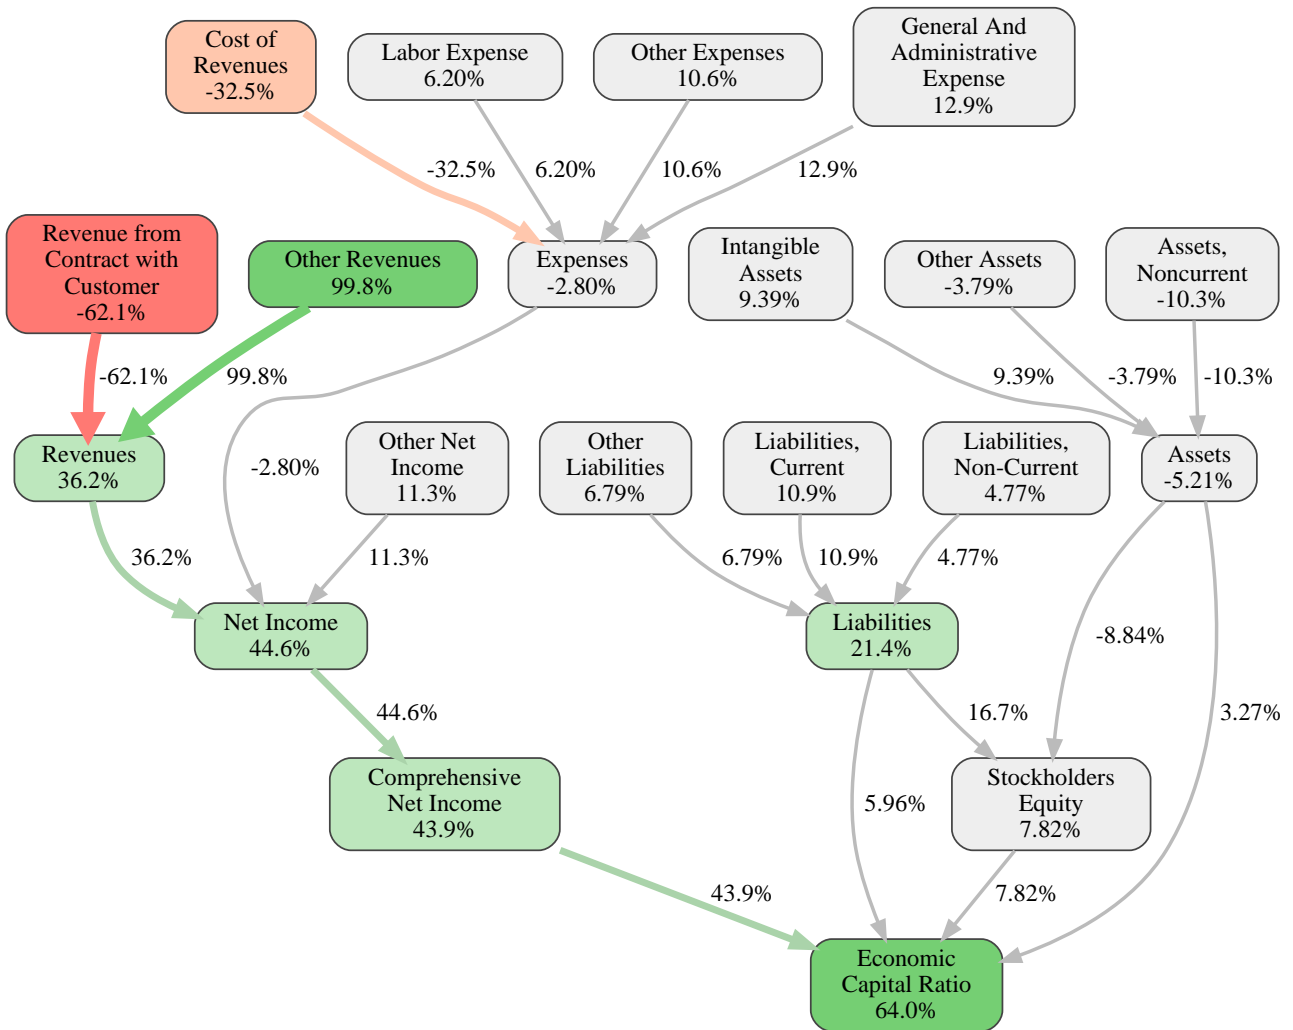 Cost of
Revenues
-32.5%
Labor Expense
6.20%
Other Expenses
10.6%
General And
Administrative
Expense
12.9%
-32.5%
6.20%
10.6%
12.9%
Revenue from
Contract with
Customer
-62.1%
Other Revenues
99.8%
Expenses
-2.80%
Intangible
Assets
9.39%
Other Assets
-3.79%
Assets,
Noncurrent
-10.3%
-62.1%
99.8%
9.39%
-3.79%
-10.3%
Revenues
36.2%
-2.80%
Other Net
Income
11.3%
Other
Liabilities
6.79%
Liabilities,
Current
10.9%
Liabilities,
Non-Current
4.77%
Assets
-5.21%
36.2%
11.3%
6.79%
10.9%
4.77%
Net Income
44.6%
Liabilities
21.4%
-8.84%
44.6%
16.7%
3.27%
Comprehensive
Net Income
43.9%
5.96%
Stockholders
Equity
7.82%
43.9%
7.82%
Economic
Capital Ratio
64.0%